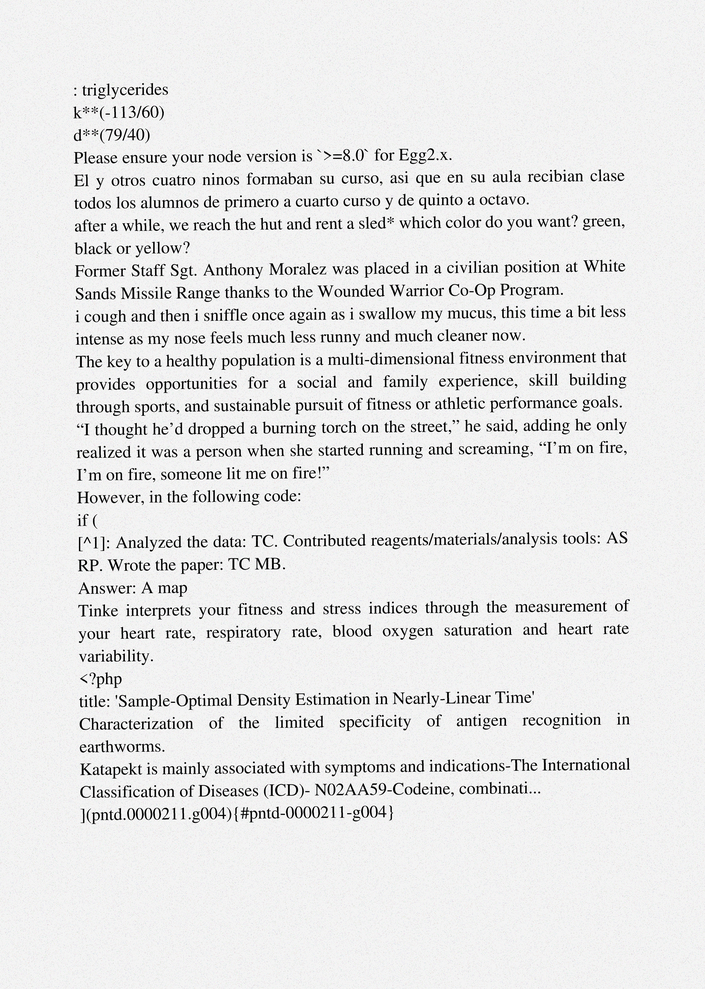 : triglycerides
k**(-113/60)
d**(79/40)
Please ensure your node version is `>=8.0` for Egg2.x.
El y otros cuatro ninos formaban su curso, asi que en su aula recibian clase
todos los alumnos de primero a cuarto curso y de quinto a octavo.
after a while, we reach the hut and rent a sled* which color do you want? green,
black or yellow?
Former Staff Sgt. Anthony Moralez was placed in a civilian position at White
Sands Missile Range thanks to the Wounded Warrior Co-Op Program.
i cough and then i sniffle once again as i swallow my mucus, this time a bit less
intense as my nose feels much less runny and much cleaner now.
The key to a healthy population is a multi-dimensional fitness environment that
provides opportunities for a social and family experience, skill building
through sports, and sustainable pursuit of fitness or athletic performance goals.
“I thought he’d dropped a burning torch on the street,” he said, adding he only
realized it was a person when she started running and screaming, “I’m on fire,
I’m on fire, someone lit me on fire!”
However, in the following code:
if (
[^1]: Analyzed the data: TC. Contributed reagents/materials/analysis tools: AS
RP. Wrote the paper: TC MB.
Answer: A map
Tinke interprets your fitness and stress indices through the measurement of
your heart rate, respiratory rate, blood oxygen saturation and heart rate
variability.
<?php
title: 'Sample-Optimal Density Estimation in Nearly-Linear Time'
Characterization of the limited specificity of antigen recognition in
earthworms.
Katapekt is mainly associated with symptoms and indications-The International
Classification of Diseases (ICD)- N02AA59-Codeine, combinati...
](pntd.0000211.g004){#pntd-0000211-g004}